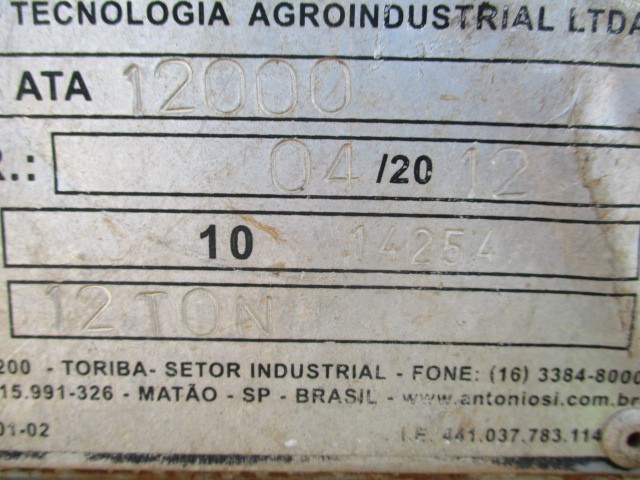 TECNOLOGIA AGROINDUSTRIAL LTDA
ATA 12000
R.: 04 /20 12
10 14254
12 TON
200 - TORIBA- SETOR INDUSTRIAL - FONE: (16) 3384-8000
15.991-326 - MATÃO - SP - BRASIL - www.antoniosi.com.br
01-02 I.E. 441.037.783.114